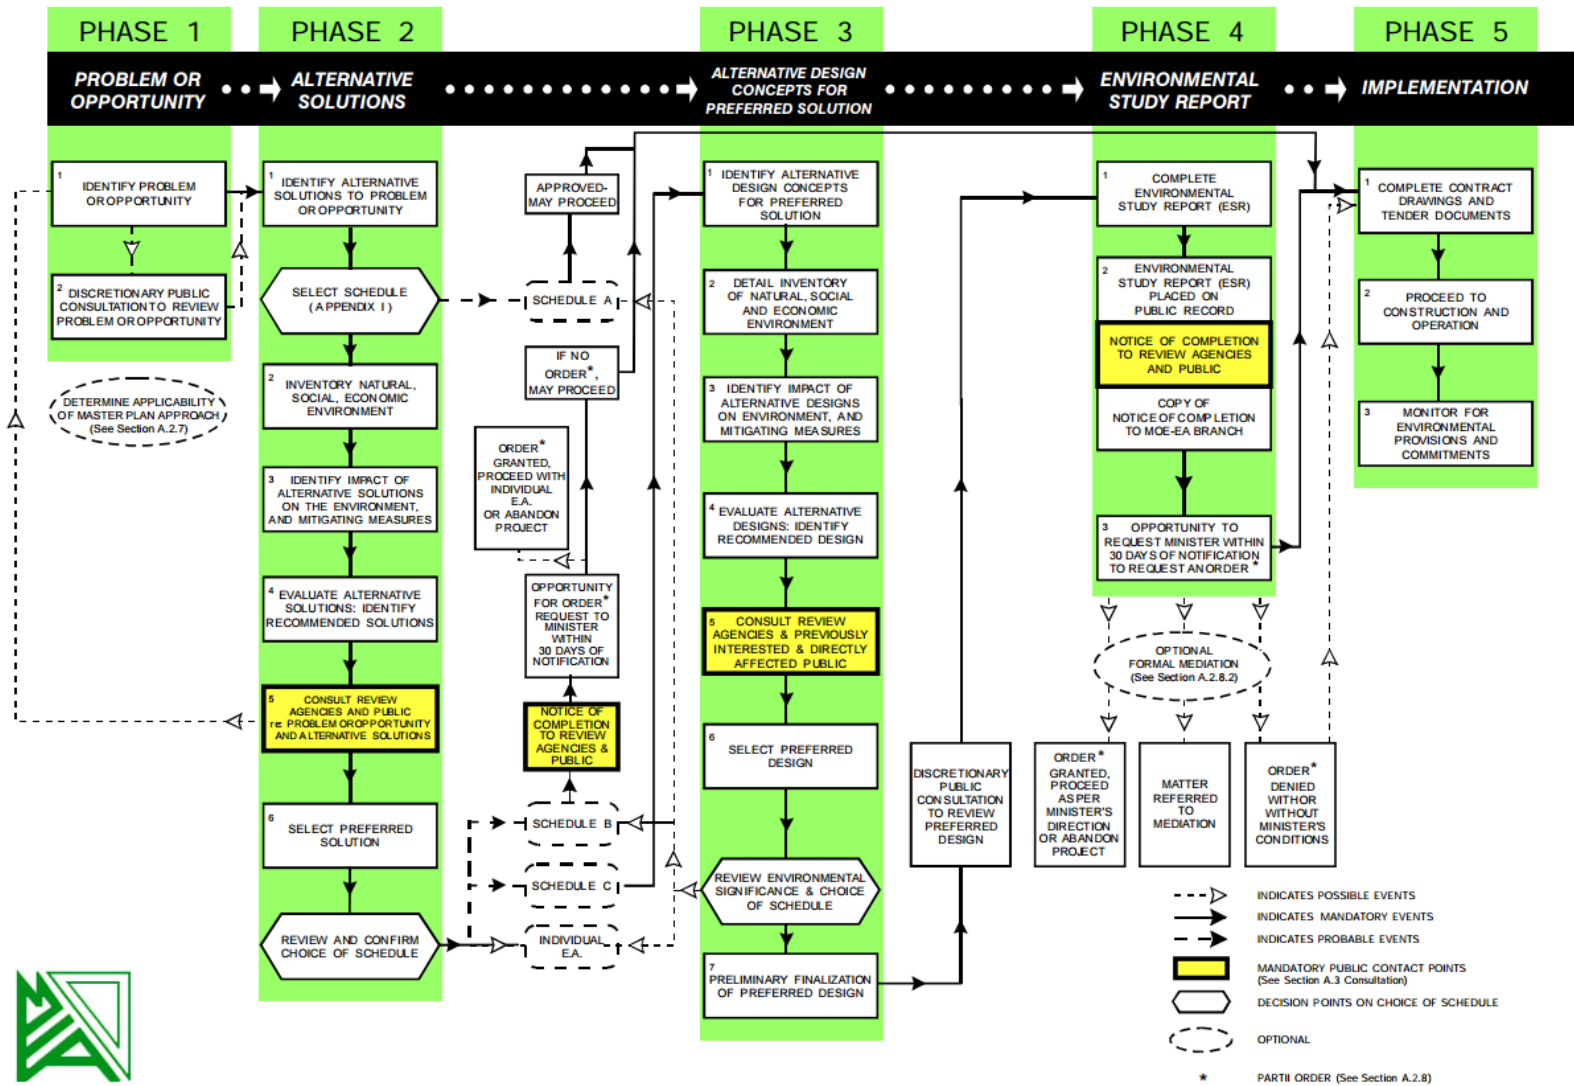 PHASE 1
PHASE 2
PHASE 3
PHASE 4
PHASE 5
PROBLEM OR
OPPORTUNITY
ALTERNATIVE
SOLUTIONS
ALTERNATIVE DESIGN
CONCEPTS FOR
PREFERRED SOLUTION
ENVIRONMENTAL
STUDY REPORT
IMPLEMENTATION
1
IDENTIFY PROBLEM
OR OPPORTUNITY
2 DISCRETIONARY PUBLIC
CONSULTATION TO REVIEW
PROBLEM OR OPPORTUNITY
DETERMINE APPLICABILITY
OF MASTER PLAN APPROACH
(See Section A.2.7)
1
IDENTIFY ALTERNATIVE
SOLUTIONS TO PROBLEM
OR OPPORTUNITY
SELECT SCHEDULE
(APPENDIX I)
2
INVENTORY NATURAL,
SOCIAL, ECONOMIC
ENVIRONMENT
3 IDENTIFY IMPACT OF
ALTERNATIVE SOLUTIONS
ON THE ENVIRONMENT,
AND MITIGATING MEASURES
4 EVALUATE ALTERNATIVE
SOLUTIONS: IDENTIFY
RECOMMENDED SOLUTIONS
5 CONSULT REVIEW
AGENCIES AND PUBLIC
re: PROBLEM OR OPPORTUNITY
AND ALTERNATIVE SOLUTIONS
6
SELECT PREFERRED
SOLUTION
REVIEW AND CONFIRM
CHOICE OF SCHEDULE
APPROVED-
MAY PROCEED
SCHEDULE A
IF NO
ORDER*,
MAY PROCEED
ORDER*
GRANTED,
PROCEED WITH
INDIVIDUAL
E.A.
OR ABANDON
PROJECT
OPPORTUNITY
FOR ORDER*
REQUEST TO
MINISTER
WITHIN
30 DAYS OF
NOTIFICATION
NOTICE OF
COMPLETION
TO REVIEW
AGENCIES &
PUBLIC
SCHEDULE B
SCHEDULE C
INDIVIDUAL
E.A.
1 IDENTIFY ALTERNATIVE
DESIGN CONCEPTS
FOR PREFERRED
SOLUTION
2 DETAIL INVENTORY
OF NATURAL, SOCIAL
AND ECONOMIC
ENVIRONMENT
3 IDENTIFY IMPACT OF
ALTERNATIVE DESIGNS
ON ENVIRONMENT, AND
MITIGATING MEASURES
4 EVALUATE ALTERNATIVE
DESIGNS: IDENTIFY
RECOMMENDED DESIGN
5 CONSULT REVIEW
AGENCIES & PREVIOUSLY
INTERESTED & DIRECTLY
AFFECTED PUBLIC
6
SELECT PREFERRED
DESIGN
REVIEW ENVIRONMENTAL
SIGNIFICANCE & CHOICE
OF SCHEDULE
7
PRELIMINARY FINALIZATION
OF PREFERRED DESIGN
DISCRETIONARY
PUBLIC
CONSULTATION
TO REVIEW
PREFERRED
DESIGN
1
COMPLETE
ENVIRONMENTAL
STUDY REPORT (ESR)
2 ENVIRONMENTAL
STUDY REPORT (ESR)
PLACED ON
PUBLIC RECORD
NOTICE OF COMPLETION
TO REVIEW AGENCIES
AND PUBLIC
COPY OF
NOTICE OF COMPLETION
TO MOE-EA BRANCH
3 OPPORTUNITY TO
REQUEST MINISTER WITHIN
30 DAYS OF NOTIFICATION
TO REQUEST AN ORDER*
OPTIONAL
FORMAL MEDIATION
(See Section A.2.8.2)
ORDER*
GRANTED,
PROCEED
AS PER
MINISTER'S
DIRECTION
OR ABANDON
PROJECT
MATTER
REFERRED
TO
MEDIATION
ORDER*
DENIED
WITH OR
WITHOUT
MINISTER'S
CONDITIONS
1
COMPLETE CONTRACT
DRAWINGS AND
TENDER DOCUMENTS
2
PROCEED TO
CONSTRUCTION AND
OPERATION
3
MONITOR FOR
ENVIRONMENTAL
PROVISIONS AND
COMMITMENTS
INDICATES POSSIBLE EVENTS
INDICATES MANDATORY EVENTS
INDICATES PROBABLE EVENTS
MANDATORY PUBLIC CONTACT POINTS
(See Section A.3 Consultation)
DECISION POINTS ON CHOICE OF SCHEDULE
OPTIONAL
* PART II ORDER (See Section A.2.8)
MEA